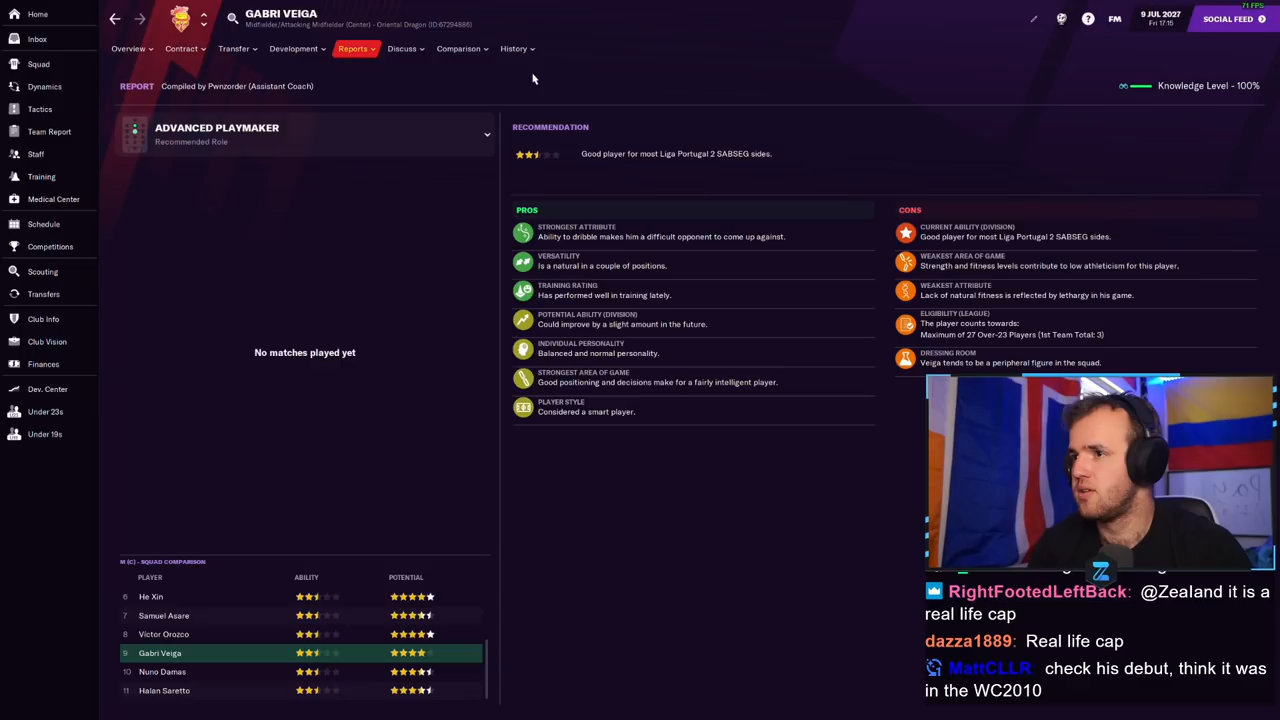 71 FPS
Home
GABRI VEIGA
Midfielder/Attacking Midfielder (Center) - Oriental Dragon (ID:67294886)
FM
9 JUL 2027
Fri 17:15
SOCIAL FEED
Inbox
Overview
Contract
Transfer
Development
Reports
Discuss
Comparison
History
Squad
Dynamics
Tactics
Team Report
Staff
Training
Medical Center
Schedule
Competitions
Scouting
Transfers
Club Info
Club Vision
Finances
Dev. Center
Under 23s
Under 19s
REPORT Compiled by Pwnzorder (Assistant Coach)
Knowledge Level - 100%
ADVANCED PLAYMAKER
Recommended Role
No matches played yet
RECOMMENDATION
Good player for most Liga Portugal 2 SABSEG sides.
PROS
STRONGEST ATTRIBUTE
Ability to dribble makes him a difficult opponent to come up against.
VERSATILITY
Is a natural in a couple of positions.
TRAINING RATING
Has performed well in training lately.
POTENTIAL ABILITY (DIVISION)
Could improve by a slight amount in the future.
INDIVIDUAL PERSONALITY
Balanced and normal personality.
STRONGEST AREA OF GAME
Good positioning and decisions make for a fairly intelligent player.
PLAYER STYLE
Considered a smart player.
CONS
CURRENT ABILITY (DIVISION)
Good player for most Liga Portugal 2 SABSEG sides.
WEAKEST AREA OF GAME
Strength and fitness levels contribute to low athleticism for this player.
WEAKEST ATTRIBUTE
Lack of natural fitness is reflected by lethargy in his game.
ELIGIBILITY (LEAGUE)
The player counts towards:
Maximum of 27 Over-23 Players (1st Team Total: 3)
DRESSING ROOM
Veiga tends to be a peripheral figure in the squad.
M (C) - SQUAD COMPARISON
PLAYER ABILITY POTENTIAL
6 He Xin
7 Samuel Asare
8 Víctor Orozco
9 Gabri Veiga
10 Nuno Damas
11 Halan Saretto
RightFootedLeftBack: @Zealand it is a
real life cap
dazza1889: Real life cap
MattCLLR check his debut, think it was
in the WC2010